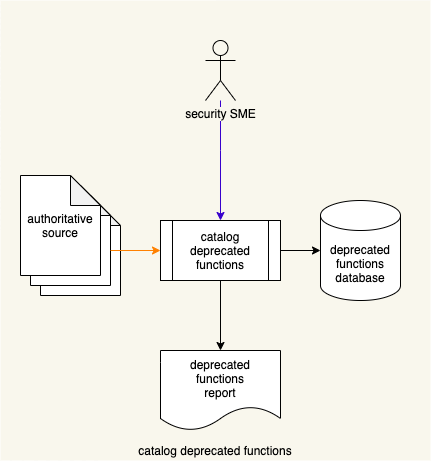 security SME
authoritative
source
catalog
deprecated
functions
deprecated
functions
database
deprecated
functions
report
catalog deprecated functions